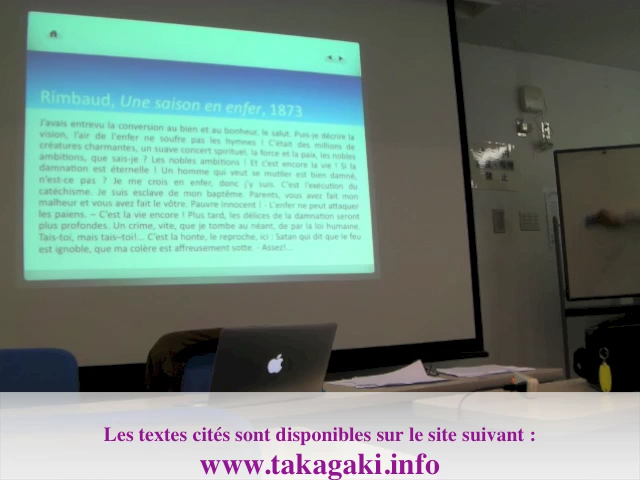 Rimbaud, Une saison en enfer, 1873
J'avais entrevu la conversion au bien et au bonheur, le salut. Puis-je décrire la
vision, l'air de l'enfer ne soufre pas les hymnes ! C'était des millions de
créatures charmantes, un suave concert spirituel, la force et la paix, les nobles
ambitions, que sais-je ? Les nobles ambitions ! Et c'est encore la vie ! Si la
damnation est éternelle ! Un homme qui veut se mutiler est bien damné,
n'est-ce pas ? Je me crois en enfer, donc j'y suis. C'est l'exécution du
catéchisme. Je suis esclave de mon baptême. Parents, vous avez fait mon
malheur et vous avez fait le vôtre. Pauvre innocent ! - L'enfer ne peut attaquer
les païens. – C'est la vie encore ! Plus tard, les délices de la damnation seront
plus profondes. Un crime, vite, que je tombe au néant, de par la loi humaine.
Tais-toi, mais tais–toi!... C'est la honte, le reproche, ici : Satan qui dit que le feu
est ignoble, que ma colère est affreusement sotte. - Assez!...
Les textes cités sont disponibles sur le site suivant :
www.takagaki.info